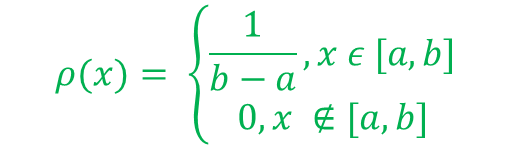 ρ(x) = { 1/(b − a), x ϵ [a, b]
0, x ∉ [a, b]